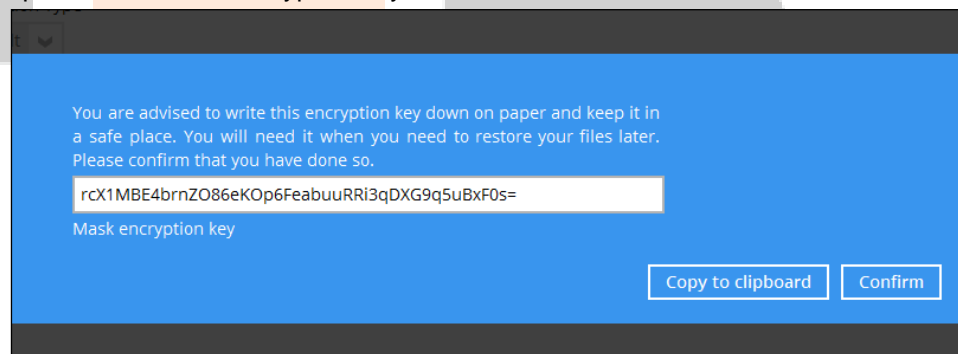 You are advised to write this encryption key down on paper and keep it in
a safe place. You will need it when you need to restore your files later.
Please confirm that you have done so.
rcX1MBE4brnZO86eKOp6FeabuuRRi3qDXG9q5uBxF0s=
Mask encryption key
Copy to clipboard Confirm